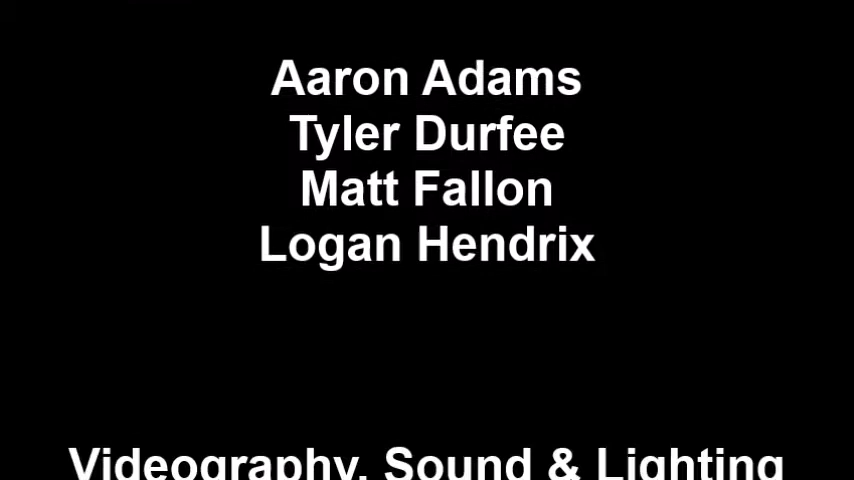 Aaron Adams
Tyler Durfee
Matt Fallon
Logan Hendrix
Videography, Sound & Lighting